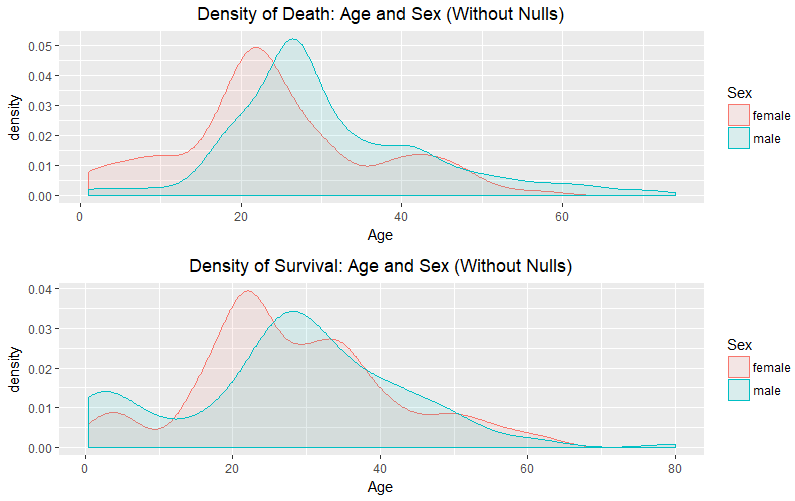 Density of Death: Age and Sex (Without Nulls)
0.05
0.04
0.03
0.02
0.01
0.00
density
0 20 40 60
Age
Sex
female
male
Density of Survival: Age and Sex (Without Nulls)
0.04
0.03
0.02
0.01
0.00
density
0 20 40 60 80
Age
Sex
female
male